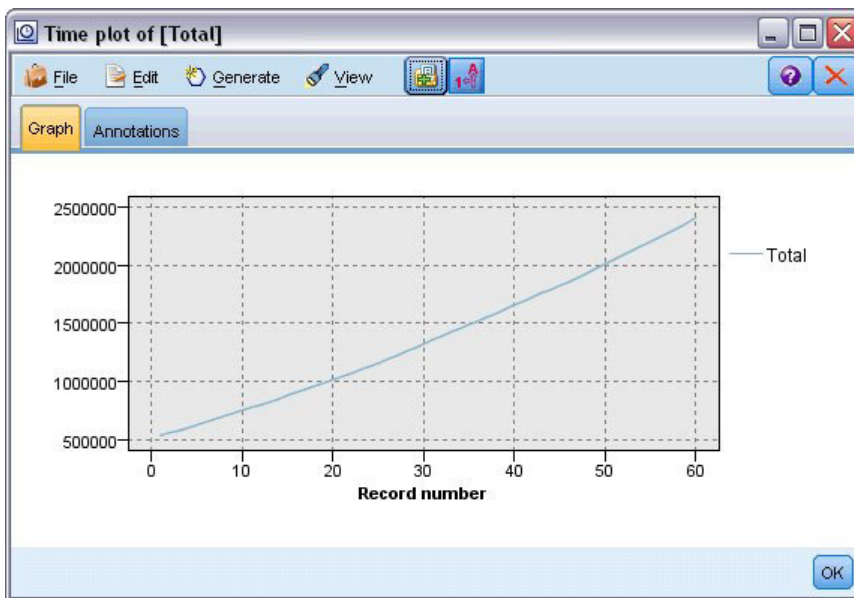 Time plot of [Total]
File Edit Generate View
Graph Annotations
2500000
2000000
1500000
1000000
500000
Total
0 10 20 30 40 50 60
Record number
OK